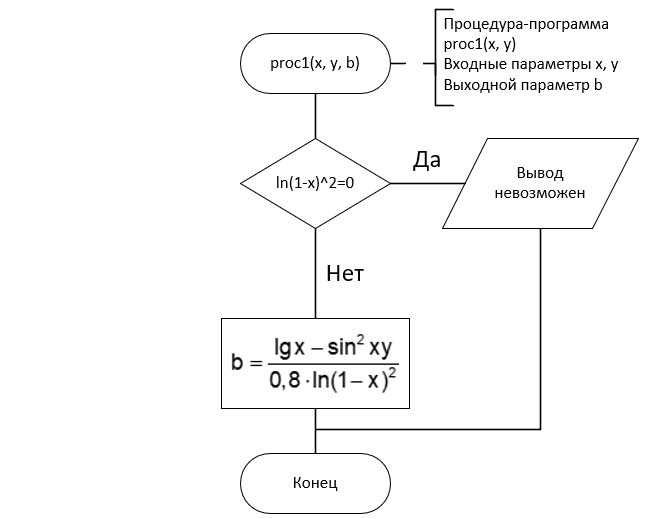 proc1(x, y, b)
Процедура-программа
proc1(x, y)
Входные параметры x, y
Выходной параметр b
ln(1-x)^2=0
Да
Вывод
невозможен
Нет
b = (lgx – sin² xy) / (0,8 · ln(1 – x)²)
Конец